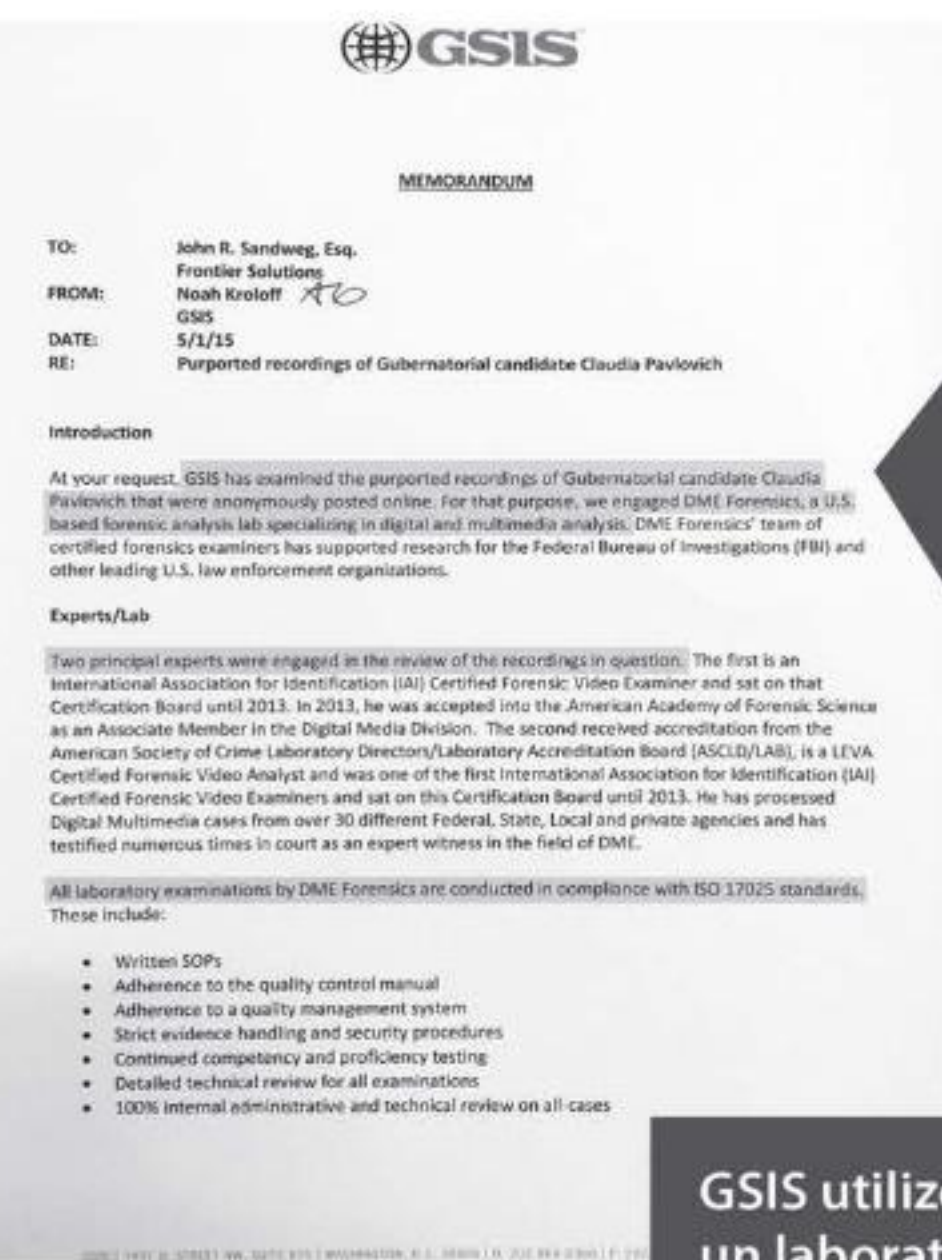 GSIS
MEMORANDUM
TO: John R. Sandweg, Esq.
Frontier Solutions
FROM: Noah Kroloff
GSIS
DATE: 5/1/15
RE: Purported recordings of Gubernatorial candidate Claudia Pavlovich
Introduction
At your request, GSIS has examined the purported recordings of Gubernatorial candidate Claudia
Pavlovich that were anonymously posted online. For that purpose, we engaged DME Forensics, a U.S.
based forensic analysis lab specializing in digital and multimedia analysis. DME Forensics' team of
certified forensics examiners has supported research for the Federal Bureau of Investigations (FBI) and
other leading U.S. law enforcement organizations.
Experts/Lab
Two principal experts were engaged in the review of the recordings in question. The first is an
International Association for Identification (IAI) Certified Forensic Video Examiner and sat on that
Certification Board until 2013. In 2013, he was accepted into the American Academy of Forensic Science
as an Associate Member in the Digital Media Division. The second received accreditation from the
American Society of Crime Laboratory Directors/Laboratory Accreditation Board (ASCLD/LAB), is a LEVA
Certified Forensic Video Analyst and was one of the first International Association for Identification (IAI)
Certified Forensic Video Examiners and sat on this Certification Board until 2013. He has processed
Digital Multimedia cases from over 30 different Federal, State, Local and private agencies and has
testified numerous times in court as an expert witness in the field of DME.
All laboratory examinations by DME Forensics are conducted in compliance with ISO 17025 standards.
These include:
• Written SOPs
• Adherence to the quality control manual
• Adherence to a quality management system
• Strict evidence handling and security procedures
• Continued competency and proficiency testing
• Detailed technical review for all examinations
• 100% internal administrative and technical review on all cases
GSIS utiliz
un laborat